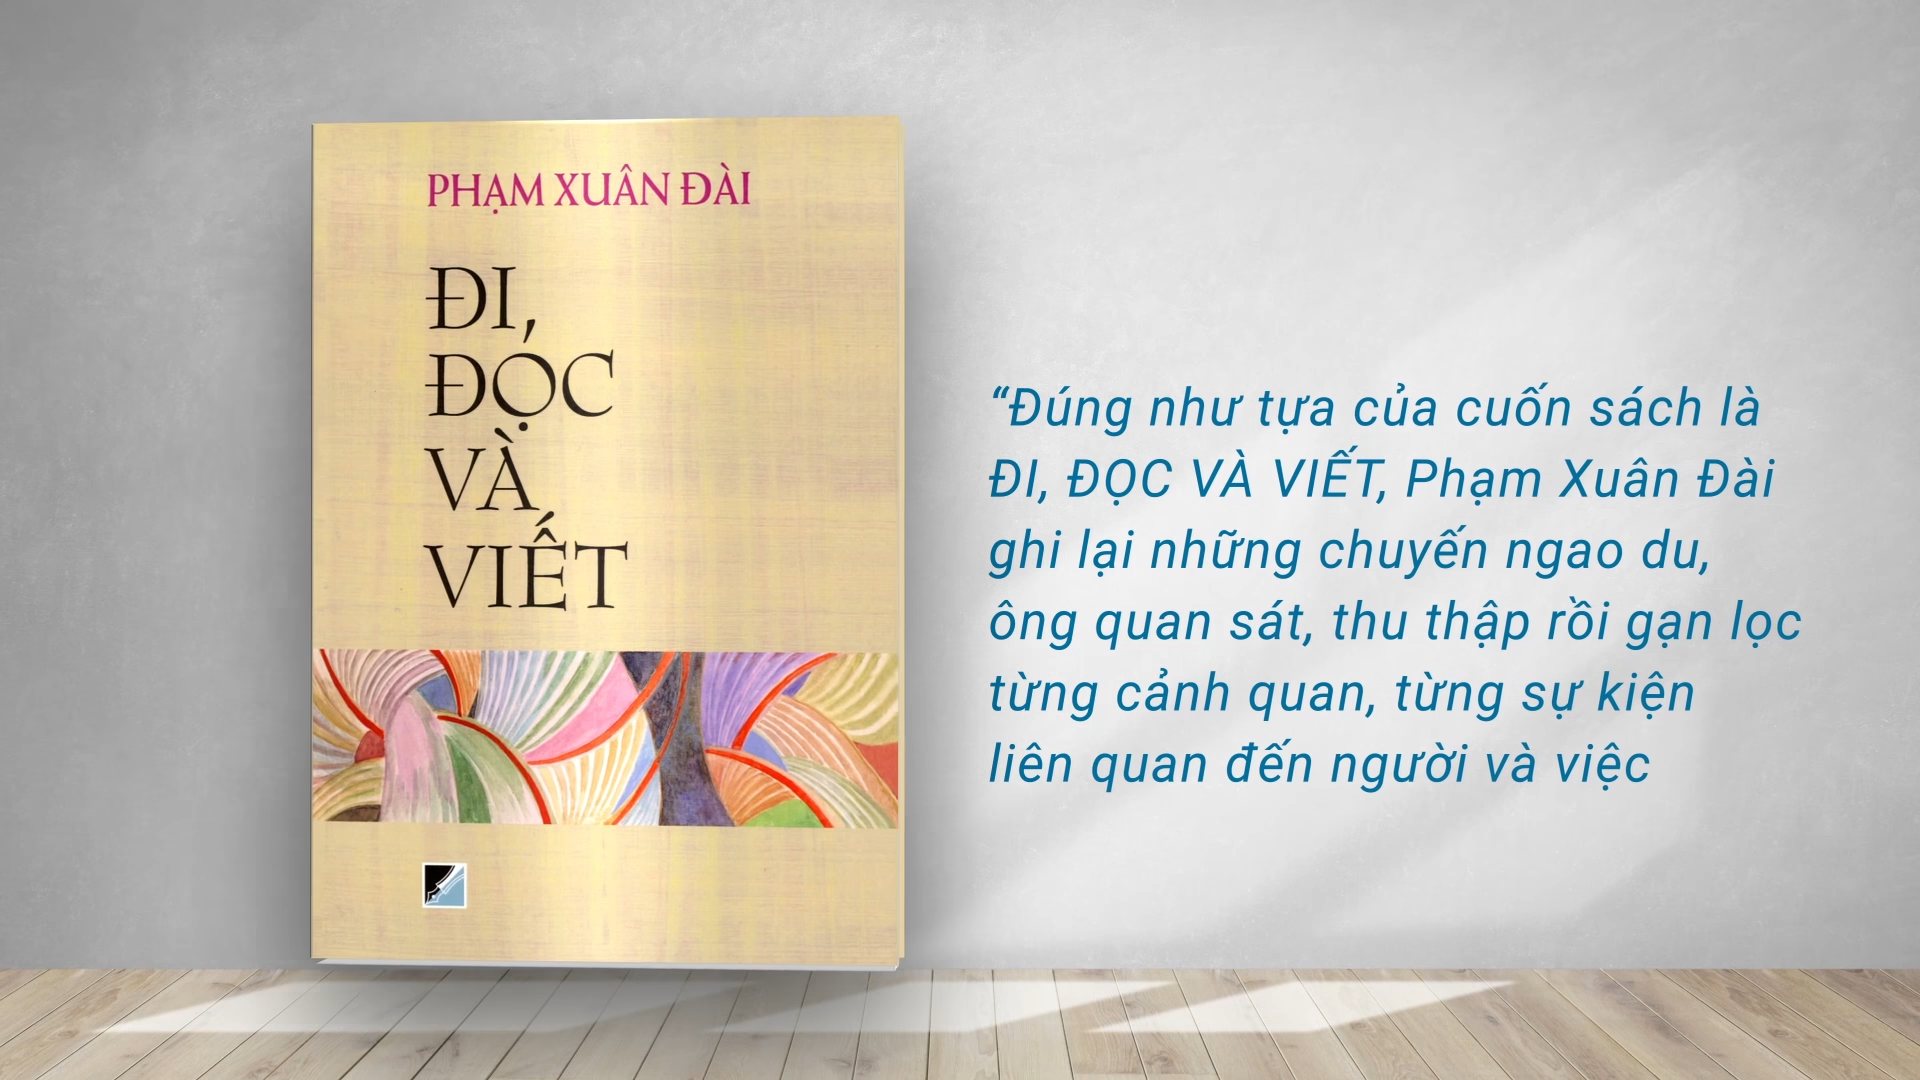 PHẠM XUÂN ĐÀI
ĐI,
ĐỌC
VÀ
VIẾT
“Đúng như tựa của cuốn sách là
ĐI, ĐỌC VÀ VIẾT, Phạm Xuân Đài
ghi lại những chuyến ngao du,
ông quan sát, thu thập rồi gạn lọc
từng cảnh quan, từng sự kiện
liên quan đến người và việc